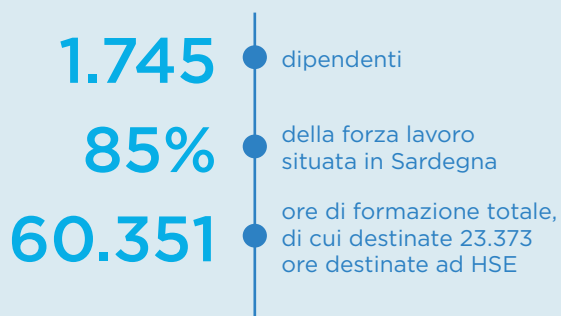 1.745
dipendenti
85%
della forza lavoro
situata in Sardegna
60.351
ore di formazione totale,
di cui destinate 23.373
ore destinate ad HSE